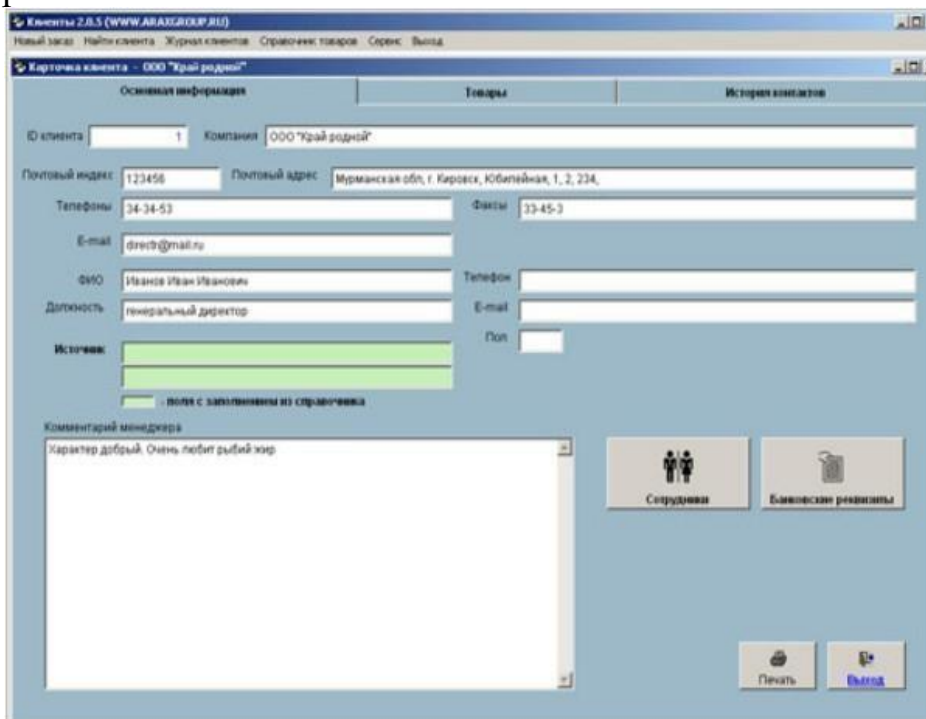 Клиенты 2.0.5 (WWW.ARAXGROUP.RU)
Новый заказ Найти клиента Журнал клиентов Справочник товаров Сервис Выход
Карточка клиента - ООО "Край родной"
Основная информация Товары История контактов
ID клиента 1 Компания ООО "Край родной"
Почтовый индекс 123456 Почтовый адрес Мурманская обл, г. Кировск, Юбилейная, 1, 2, 234,
Телефоны 34-34-53 Факсы 33-45-3
E-mail directr@mail.ru
ФИО Иванов Иван Иванович Телефон
Должность генеральный директор E-mail
Пол
Источник
- поля с заполнением из справочника
Комментарий менеджера
Характер добрый. Очень любит рыбий жир
Сотрудники Банковские реквизиты
Печать Выход